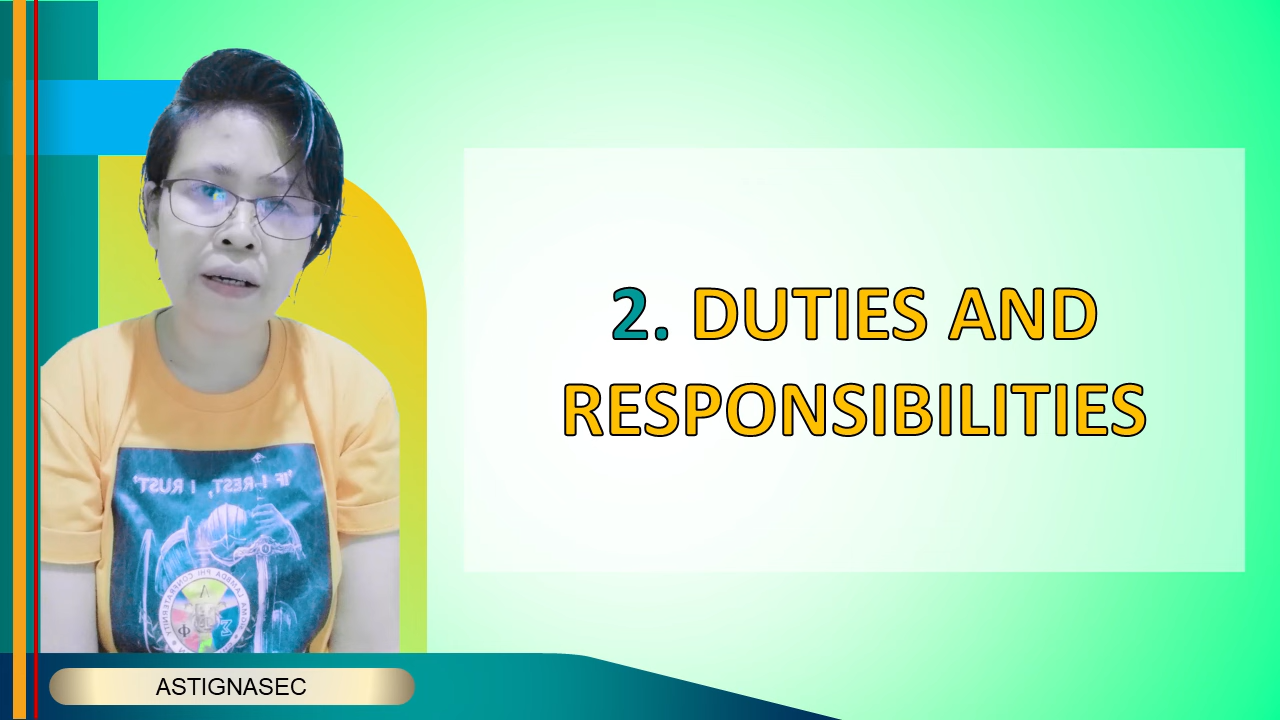 2. DUTIES AND
RESPONSIBILITIES
"IF I REST, I RUST"
ASTIGNASEC